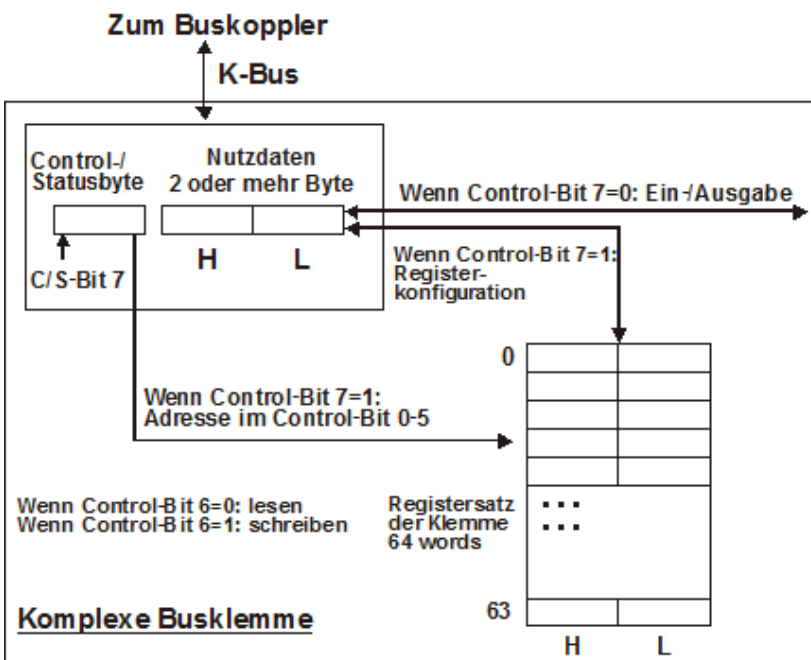 Zum Buskoppler
K-Bus
Control-/
Statusbyte
Nutzdaten
2 oder mehr Byte
H
L
C/S-Bit 7
Wenn Control-Bit 7=0: Ein-/Ausgabe
Wenn Control-Bit 7=1:
Register-
konfiguration
Wenn Control-Bit 7=1:
Adresse im Control-Bit 0-5
0
Wenn Control-Bit 6=0: lesen
Wenn Control-Bit 6=1: schreiben
Registersatz
der Klemme
64 words
63
Komplexe Busklemme
H
L